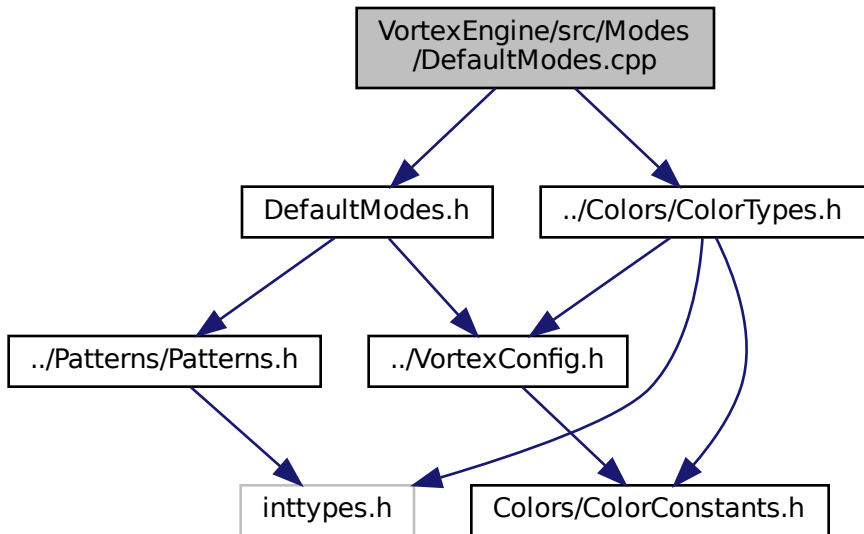 VortexEngine/src/Modes
/DefaultModes.cpp
DefaultModes.h
../Colors/ColorTypes.h
../Patterns/Patterns.h
../VortexConfig.h
inttypes.h
Colors/ColorConstants.h